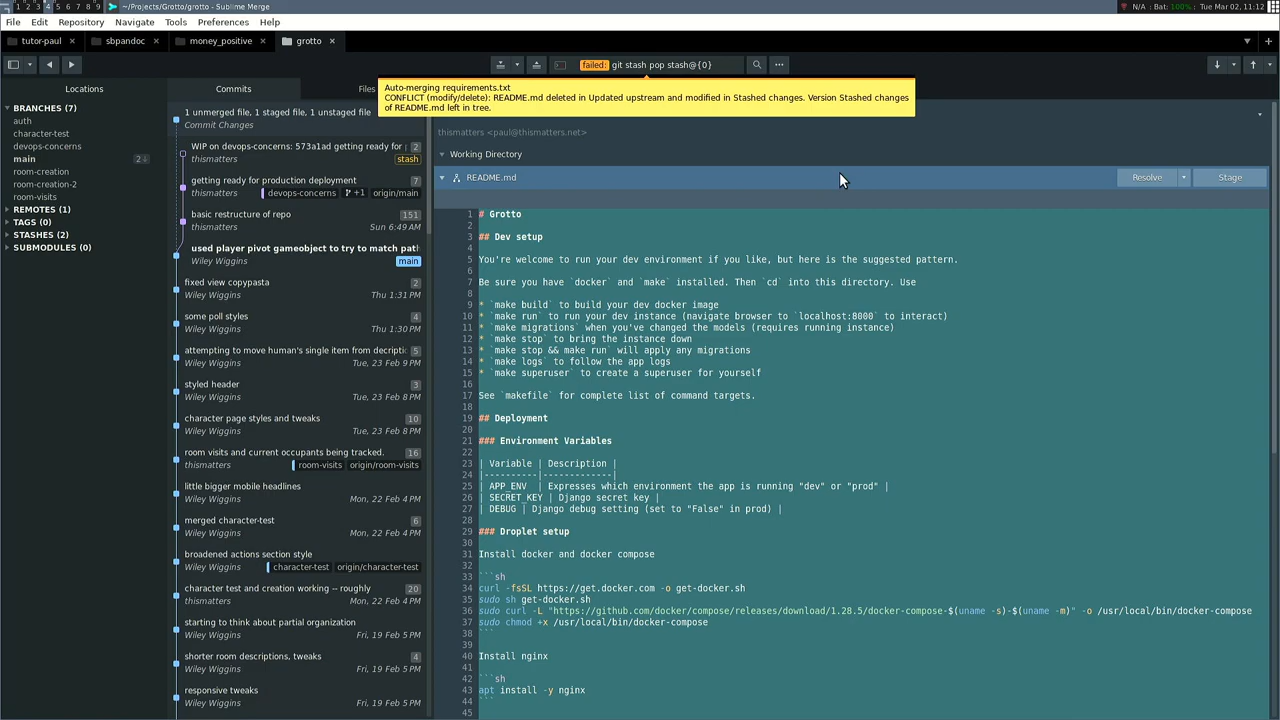 1 2 3 4 5 6 7 8 9
~/Projects/Grotto/grotto - Sublime Merge
N/A : Bat: 100% : Tue Mar 02, 11:12
File Edit Repository Navigate Tools Preferences Help
tutor-paul × sbpandoc × money_positive × grotto ×
failed: git stash pop stash@{0}
Auto-merging requirements.txt
CONFLICT (modify/delete): README.md deleted in Updated upstream and modified in Stashed changes. Version Stashed changes
of README.md left in tree.
Locations
BRANCHES (7)
auth
character-test
devops-concerns
main 2
room-creation
room-creation-2
room-visits
REMOTES (1)
TAGS (0)
STASHES (2)
SUBMODULES (0)
Commits
Files
1 unmerged file, 1 staged file, 1 unstaged file
Commit Changes
WIP on devops-concerns: 573a1ad getting ready for 2
thismatters stash
getting ready for production deployment 7
thismatters devops-concerns +1 origin/main
basic restructure of repo 151
thismatters Sun 6:49 AM
used player pivot gameobject to try to match pat
Wiley Wiggins main
fixed view copypasta 2
Wiley Wiggins Thu 1:31 PM
some poll styles 4
Wiley Wiggins Thu 1:30 PM
attempting to move human's single item from decriptic 5
Wiley Wiggins Tue, 23 Feb 9 PM
styled header 3
Wiley Wiggins Tue, 23 Feb 8 PM
character page styles and tweaks 10
Wiley Wiggins Tue, 23 Feb 8 PM
room visits and current occupants being tracked. 16
thismatters room-visits origin/room-visits
little bigger mobile headlines
Wiley Wiggins Mon, 22 Feb 4 PM
merged character-test 6
Wiley Wiggins Mon, 22 Feb 4 PM
broadened actions section style
Wiley Wiggins character-test origin/character-test
character test and creation working -- roughly 20
thismatters Mon, 22 Feb 4 PM
starting to think about partial organization
Wiley Wiggins Fri, 19 Feb 5 PM
shorter room descriptions, tweaks 4
Wiley Wiggins Fri, 19 Feb 5 PM
responsive tweaks
Wiley Wiggins Fri, 19 Feb 5 PM
thismatters <paul@thismatters.net>
Working Directory
README.md Resolve Stage
1 # Grotto
2
3 ## Dev setup
4
5 You're welcome to run your dev environment if you like, but here is the suggested pattern.
6
7 Be sure you have `docker` and `make` installed. Then `cd` into this directory. Use
8
9 * `make build` to build your dev docker image
10 * `make run` to run your dev instance (navigate browser to `localhost:8000` to interact)
11 * `make migrations` when you've changed the models (requires running instance)
12 * `make stop` to bring the instance down
13 * `make stop && make run` will apply any migrations
14 * `make logs` to follow the app logs
15 * `make superuser` to create a superuser for yourself
16
17 See `makefile` for complete list of command targets.
18
19 ## Deployment
20
21 ### Environment Variables
22
23 | Variable | Description |
24 |----------|-------------|
25 | APP_ENV | Expresses which environment the app is running "dev" or "prod" |
26 | SECRET_KEY | Django secret key |
27 | DEBUG | Django debug setting (set to "False" in prod) |
28
29 ### Droplet setup
30
31 Install docker and docker compose
32
33 ```sh
34 curl -fsSL https://get.docker.com -o get-docker.sh
35 sudo sh get-docker.sh
36 sudo curl -L "https://github.com/docker/compose/releases/download/1.28.5/docker-compose-$(uname -s)-$(uname -m)" -o /usr/local/bin/docker-compose
37 sudo chmod +x /usr/local/bin/docker-compose
38 ```
39
40 Install nginx
41
42 ```sh
43 apt install -y nginx
44 ```
45